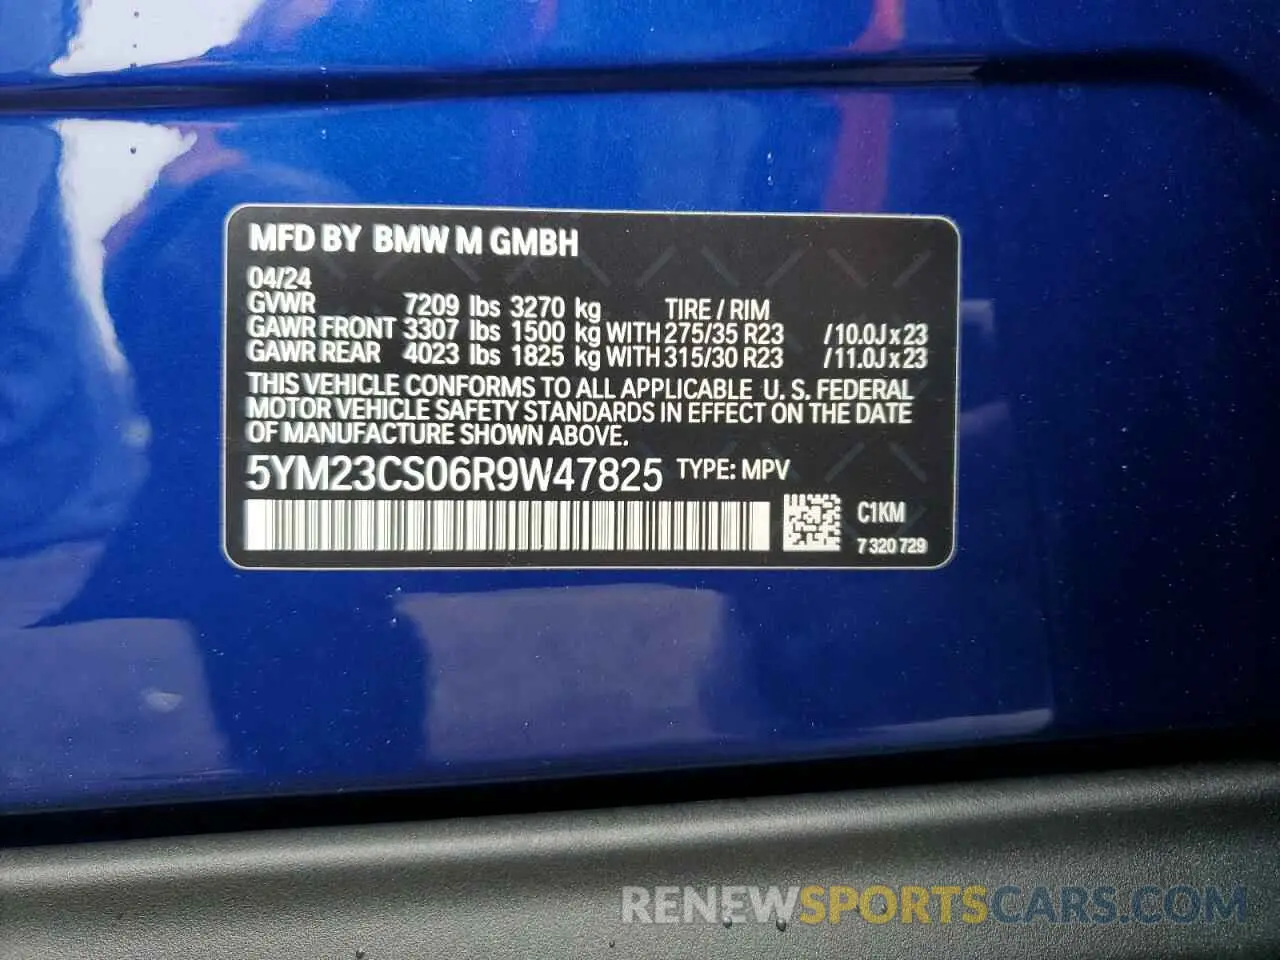 MFD BY BMW M GMBH
04/24
GVWR 7209 lbs 3270 kg TIRE / RIM
GAWR FRONT 3307 lbs 1500 kg WITH 275/35 R23 /10.0J x 23
GAWR REAR 4023 lbs 1825 kg WITH 315/30 R23 /11.0J x 23
THIS VEHICLE CONFORMS TO ALL APPLICABLE U. S. FEDERAL
MOTOR VEHICLE SAFETY STANDARDS IN EFFECT ON THE DATE
OF MANUFACTURE SHOWN ABOVE.
5YM23CS06R9W47825 TYPE: MPV
C1KM
7 320 729
RENEWSPORTSCARS.COM